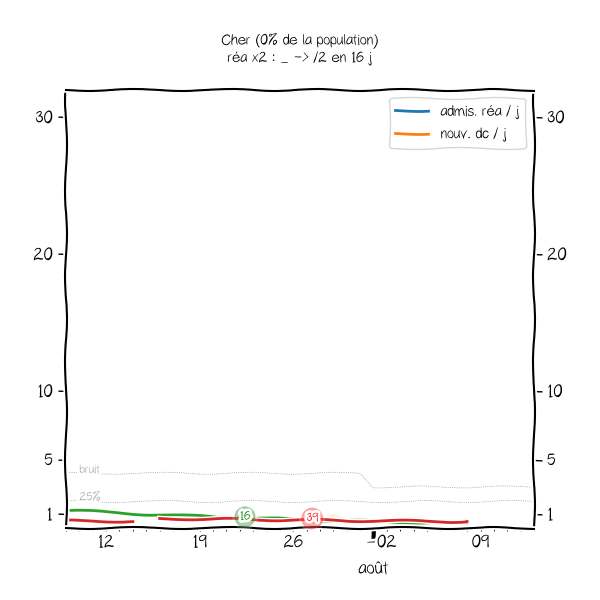 Cher (0% de la population)
réa x2 : _ -> /2 en 16 j
admis. réa / j
nouv. dc / j
30 30
20 20
10 10
5 5
bruit
25%
1 1
16 39
12 19 26 02 09
août